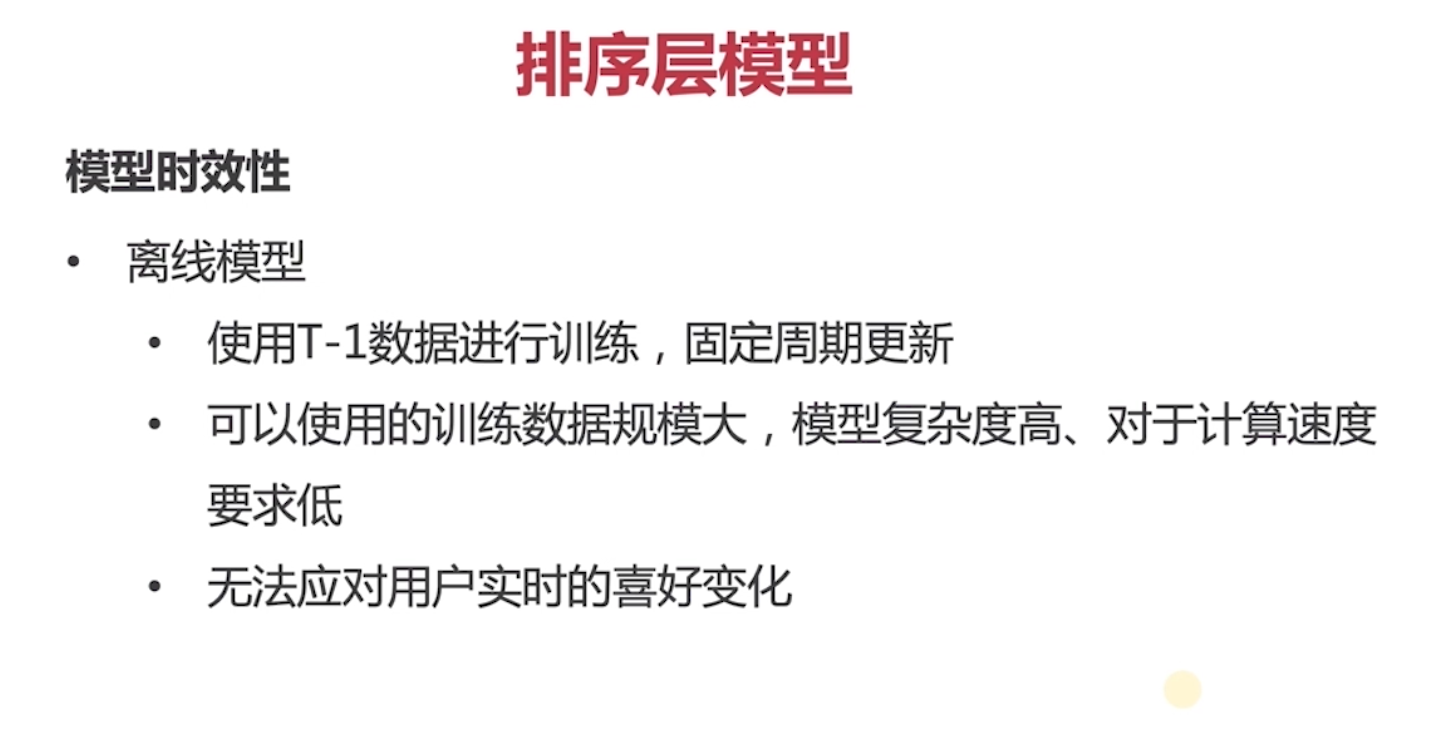 排序层模型
模型时效性
• 离线模型
• 使用T-1数据进行训练，固定周期更新
• 可以使用的训练数据规模大，模型复杂度高、对于计算速度
要求低
• 无法应对用户实时的喜好变化